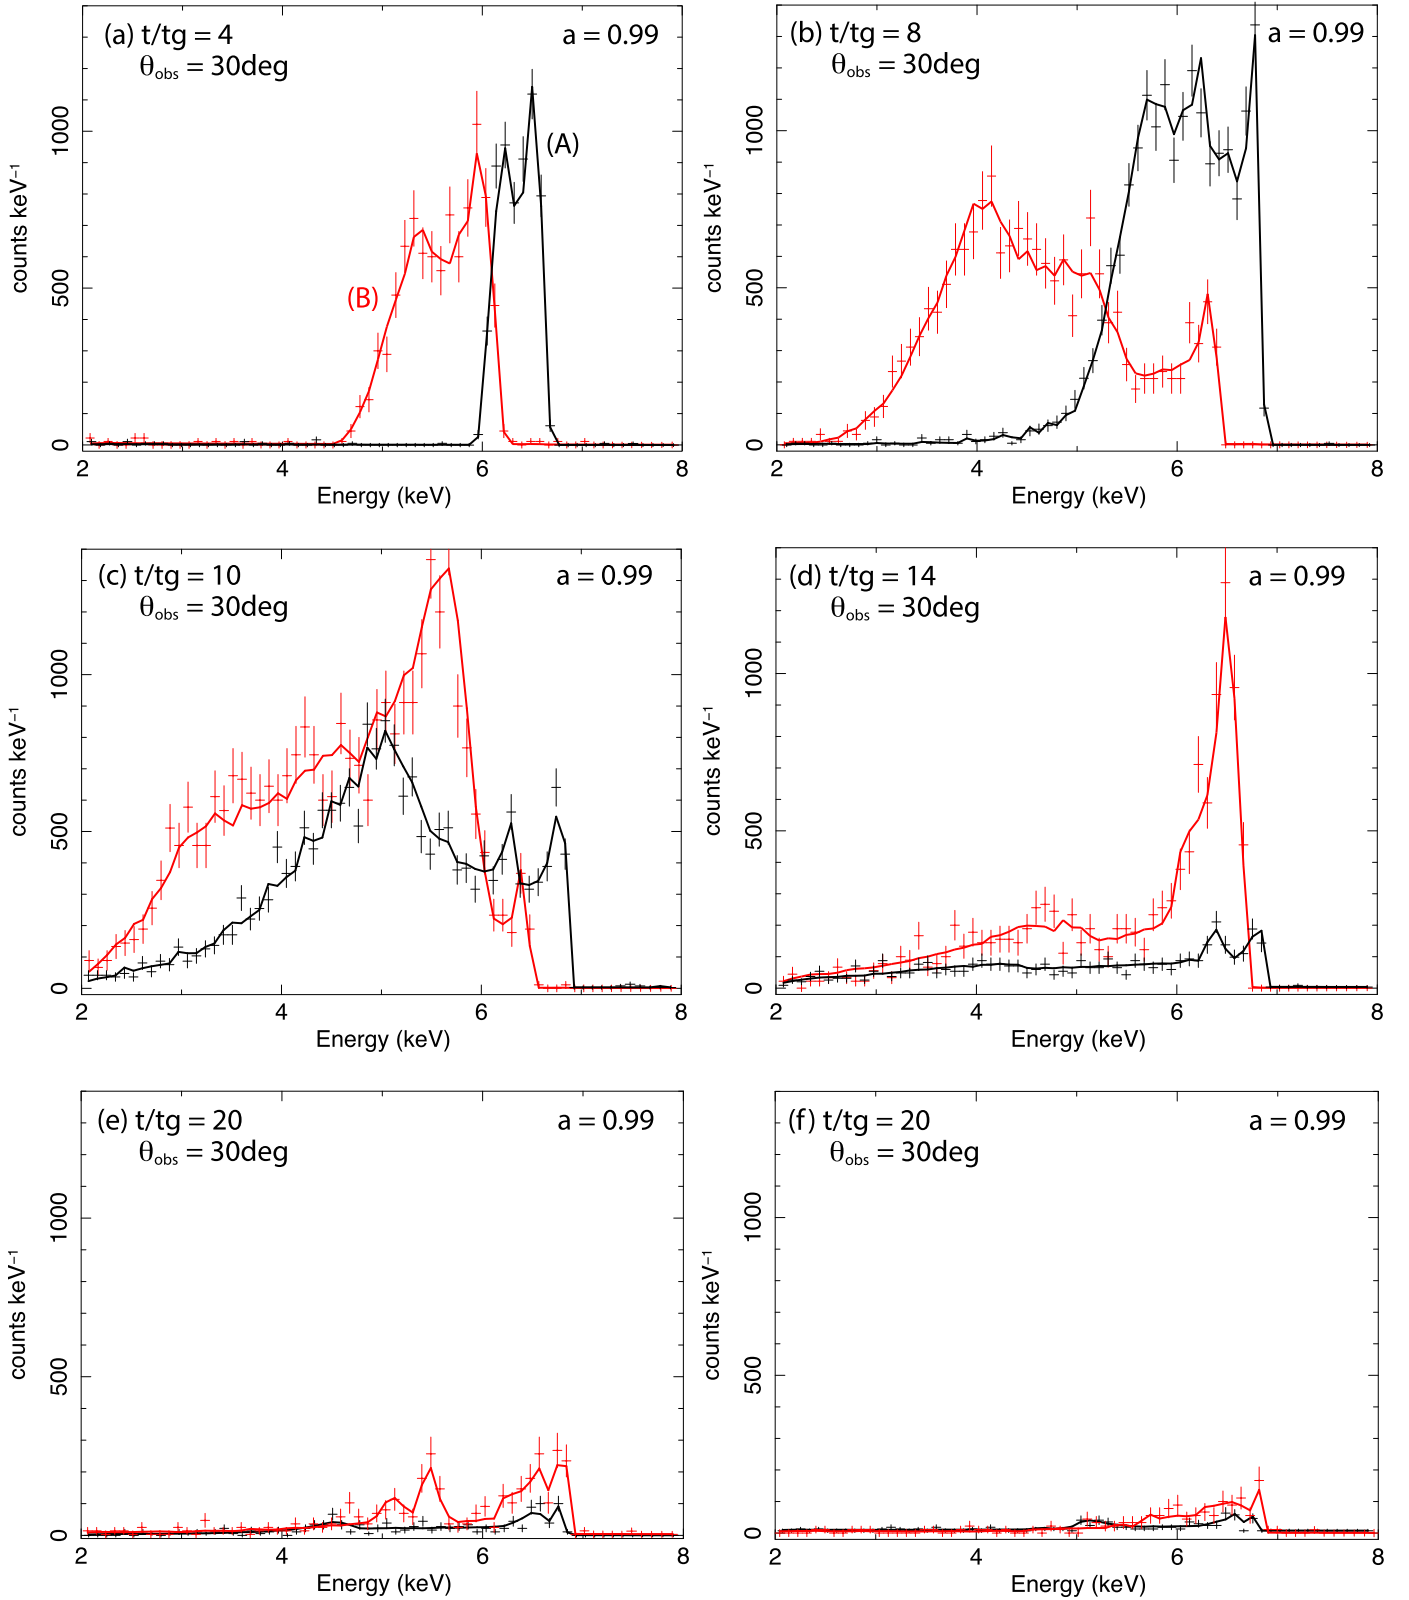 (a) t/tg = 4
a = 0.99
θobs = 30deg
(A)
(B)
counts keV⁻¹
0
500
1000
2
4
6
8
Energy (keV)
(b) t/tg = 8
a = 0.99
θobs = 30deg
counts keV⁻¹
0
500
1000
2
4
6
8
Energy (keV)
(c) t/tg = 10
a = 0.99
θobs = 30deg
counts keV⁻¹
0
500
1000
2
4
6
8
Energy (keV)
(d) t/tg = 14
a = 0.99
θobs = 30deg
counts keV⁻¹
0
500
1000
2
4
6
8
Energy (keV)
(e) t/tg = 20
a = 0.99
θobs = 30deg
counts keV⁻¹
0
500
1000
2
4
6
8
Energy (keV)
(f) t/tg = 20
a = 0.99
θobs = 30deg
counts keV⁻¹
0
500
1000
2
4
6
8
Energy (keV)